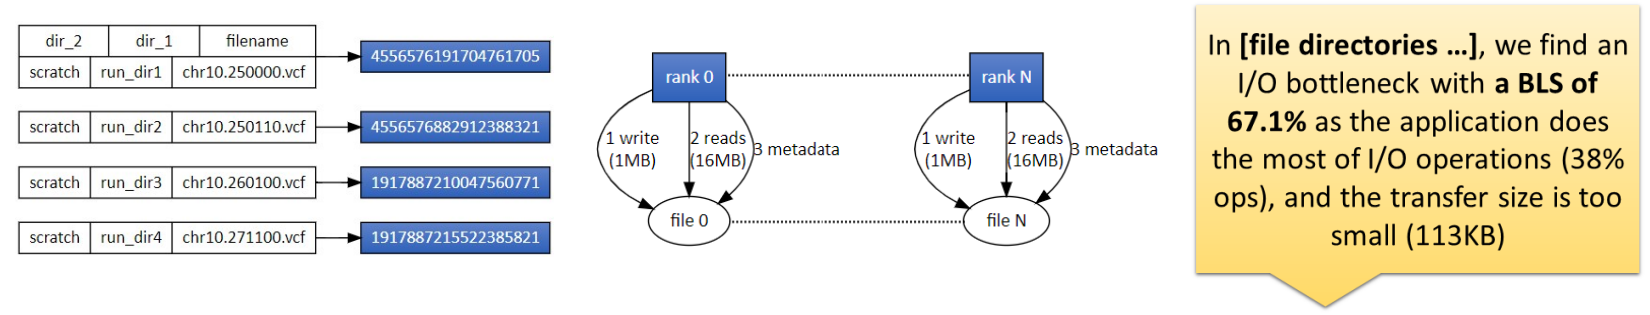 dir_2 dir_1 filename
scratch run_dir1 chr10.250000.vcf
4556576191704761705
scratch run_dir2 chr10.250110.vcf
4556576882912388321
scratch run_dir3 chr10.260100.vcf
1917887210047560771
scratch run_dir4 chr10.271100.vcf
1917887215522385821
rank 0
1 write
(1MB)
2 reads
(16MB)
3 metadata
file 0
rank N
1 write
(1MB)
2 reads
(16MB)
3 metadata
file N
In [file directories ...], we find an
I/O bottleneck with a BLS of
67.1% as the application does
the most of I/O operations (38%
ops), and the transfer size is too
small (113KB)